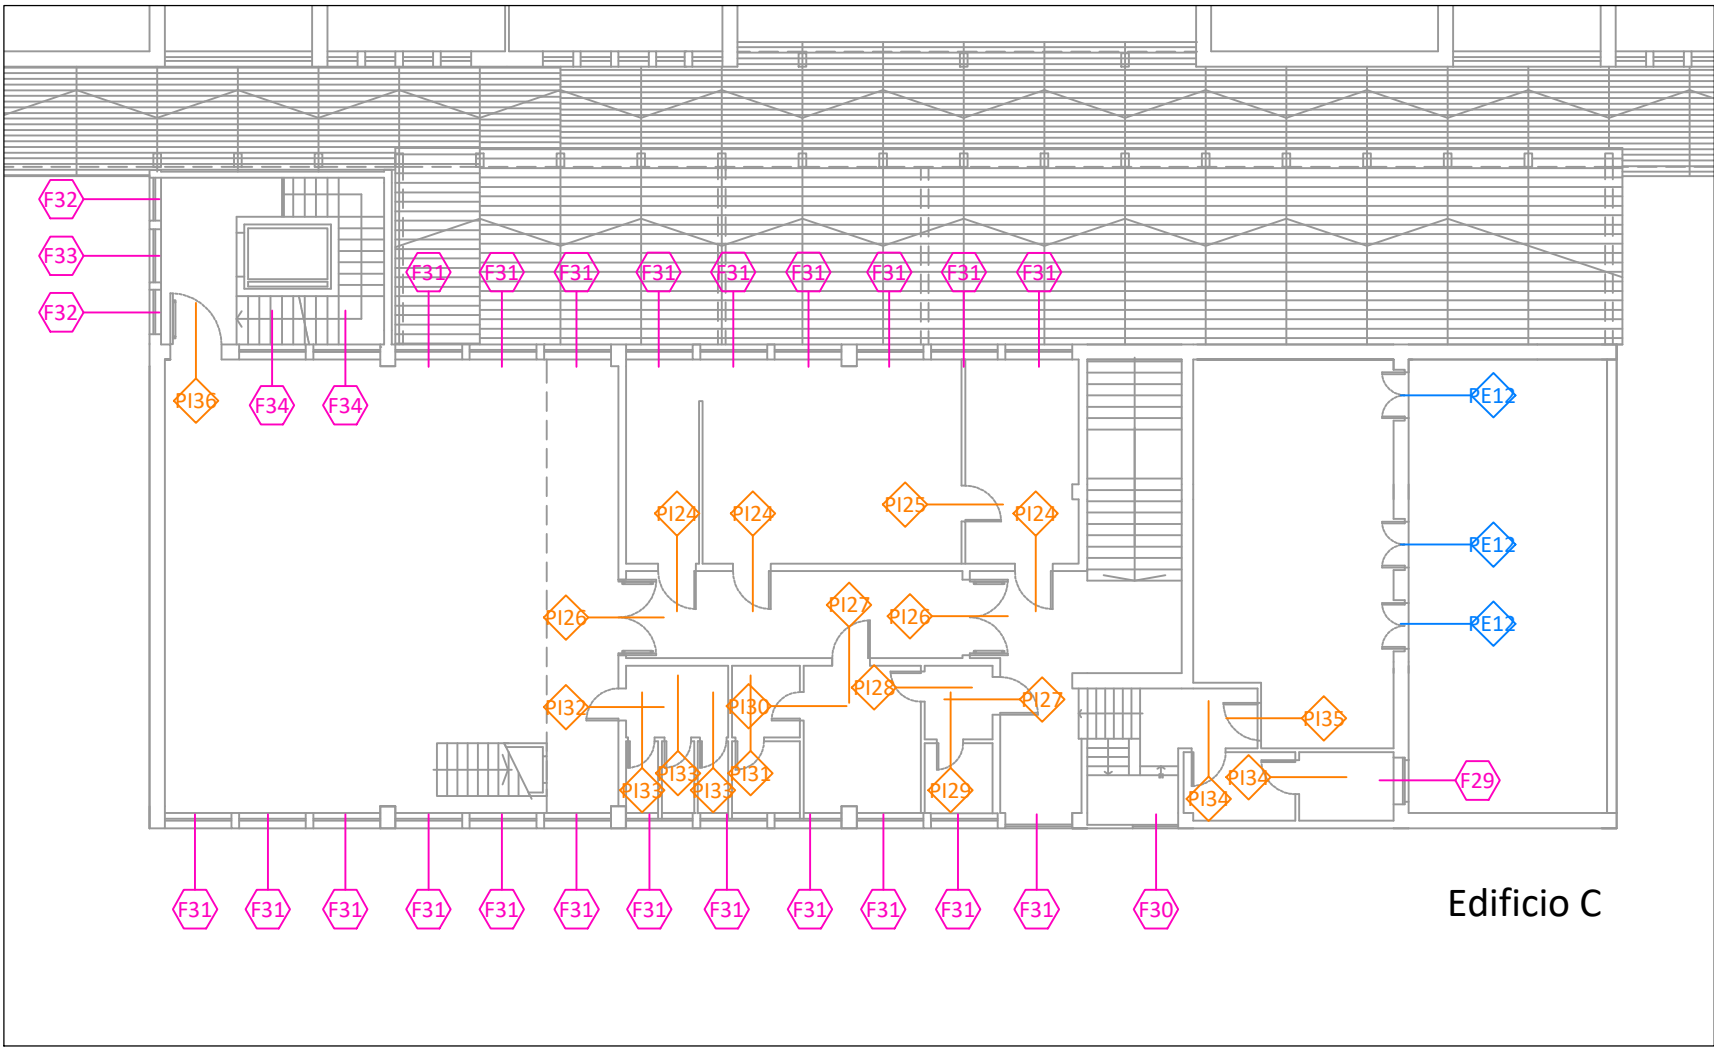 F32
F33
F32
F31 F31 F31 F31 F31 F31 F31 F31 F31
PI36 F34 F34 PE12
PI24 PI24 PI25 PI24
PE12
PI26 PI27 PI26 PE12
PI32 PI30 PI28 PI27 PI35
PI33 PI33 PI33 PI31 PI29 PI34 PI34 F29
F31 F31 F31 F31 F31 F31 F31 F31 F31 F31 F31 F31 F30
Edificio C